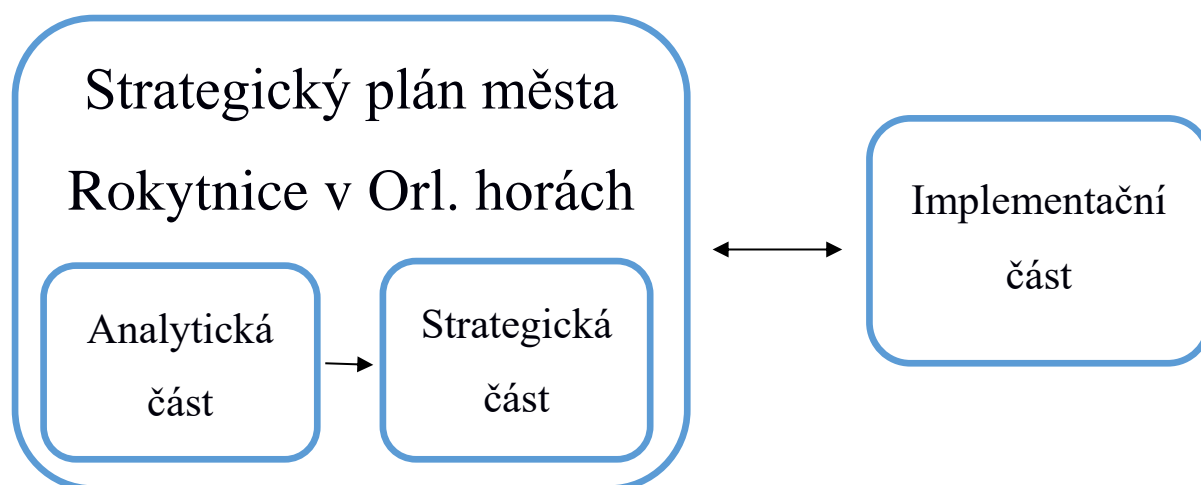 Strategický plán města
Rokytnice v Orl. horách
Analytická
část
Strategická
část
Implementační
část